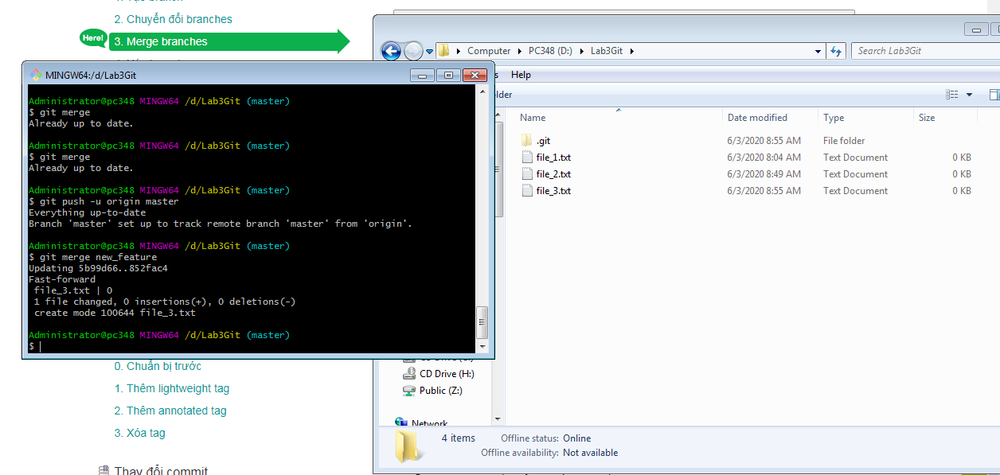 2. Chuyển đổi branches
Here!
3. Merge branches
Computer
PC348 (D:)
Lab3Git
Search Lab3Git
Help
MINGW64:/d/Lab3Git
Administrator@pc348 MINGW64 /d/Lab3Git (master)
$ git merge
Already up to date.
Administrator@pc348 MINGW64 /d/Lab3Git (master)
$ git merge
Already up to date.
Administrator@pc348 MINGW64 /d/Lab3Git (master)
$ git push -u origin master
Everything up-to-date
Branch 'master' set up to track remote branch 'master' from 'origin'.
Administrator@pc348 MINGW64 /d/Lab3Git (master)
$ git merge new_feature
Updating 5b99d66..852fac4
Fast-forward
file_3.txt | 0
1 file changed, 0 insertions(+), 0 deletions(-)
create mode 100644 file_3.txt
Administrator@pc348 MINGW64 /d/Lab3Git (master)
$
Name Date modified Type Size
.git 6/3/2020 8:55 AM File folder
file_1.txt 6/3/2020 8:04 AM Text Document 0 KB
file_2.txt 6/3/2020 8:49 AM Text Document 0 KB
file_3.txt 6/3/2020 8:55 AM Text Document 0 KB
CD Drive (H:)
Public (Z:)
Network
4 items Offline status: Online
Offline availability: Not available
0. Chuẩn bị trước
1. Thêm lightweight tag
2. Thêm annotated tag
3. Xóa tag
Thay đổi commit